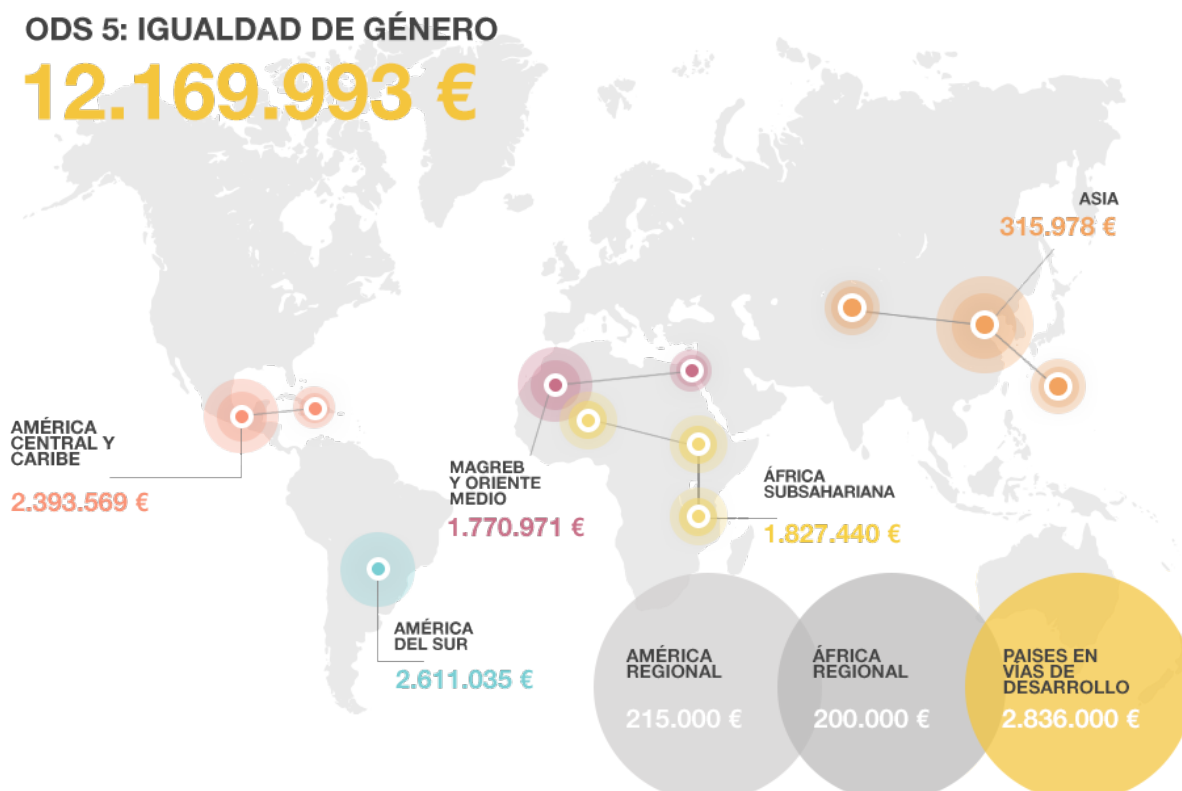 ODS 5: IGUALDAD DE GÉNERO
12.169.993 €
ASIA
315.978 €
AMÉRICA
CENTRAL Y
CARIBE
2.393.569 €
MAGREB
Y ORIENTE
MEDIO
1.770.971 €
ÁFRICA
SUBSAHARIANA
1.827.440 €
AMÉRICA
DEL SUR
2.611.035 €
AMÉRICA
REGIONAL
215.000 €
ÁFRICA
REGIONAL
200.000 €
PAISES EN
VÍAS DE
DESARROLLO
2.836.000 €